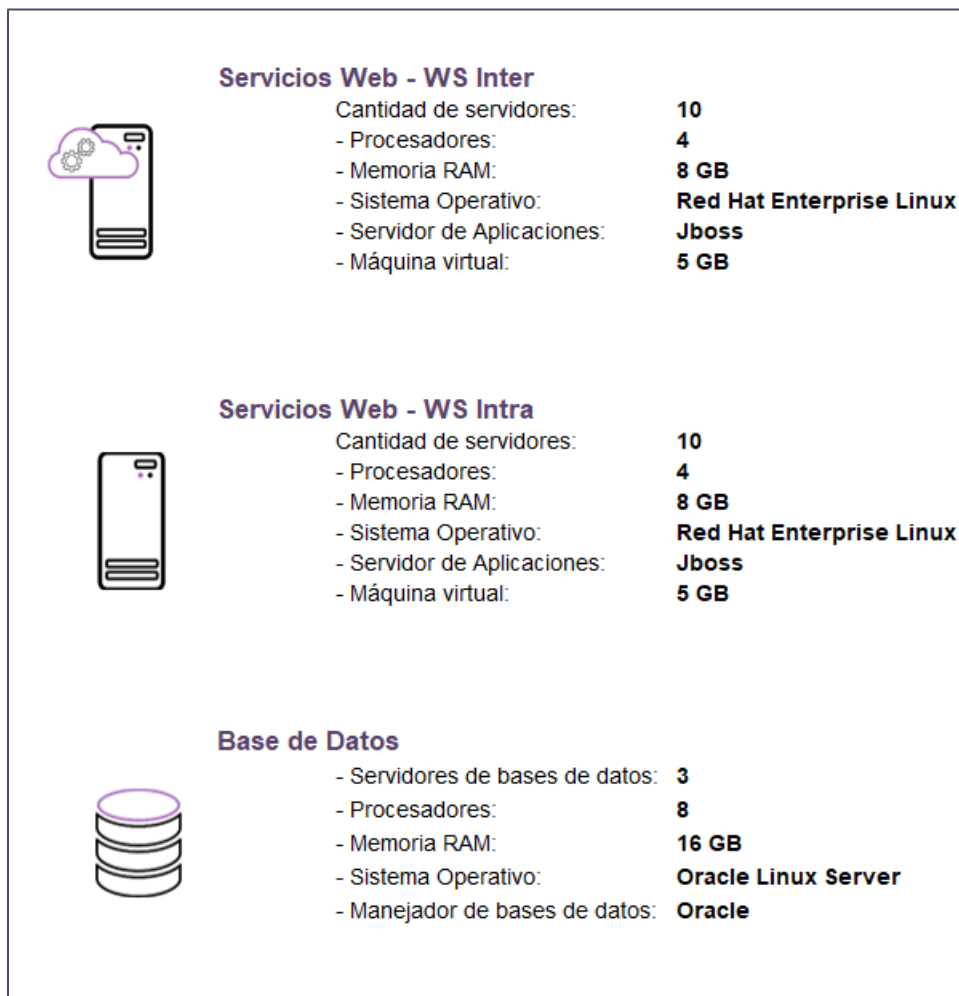 Servicios Web - WS Inter
Cantidad de servidores: 10
- Procesadores: 4
- Memoria RAM: 8 GB
- Sistema Operativo: Red Hat Enterprise Linux
- Servidor de Aplicaciones: Jboss
- Máquina virtual: 5 GB
Servicios Web - WS Intra
Cantidad de servidores: 10
- Procesadores: 4
- Memoria RAM: 8 GB
- Sistema Operativo: Red Hat Enterprise Linux
- Servidor de Aplicaciones: Jboss
- Máquina virtual: 5 GB
Base de Datos
- Servidores de bases de datos: 3
- Procesadores: 8
- Memoria RAM: 16 GB
- Sistema Operativo: Oracle Linux Server
- Manejador de bases de datos: Oracle